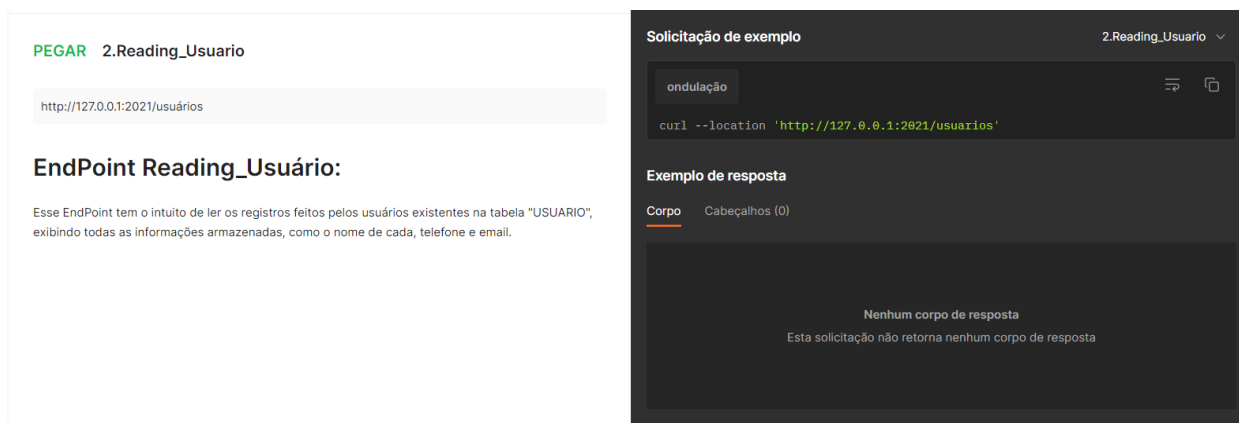 PEGAR 2.Reading_Usuario
http://127.0.0.1:2021/usuários
EndPoint Reading_Usuário:
Esse EndPoint tem o intuito de ler os registros feitos pelos usuários existentes na tabela "USUARIO",
exibindo todas as informações armazenadas, como o nome de cada, telefone e email.
Solicitação de exemplo
2.Reading_Usuario
ondulação
curl --location 'http://127.0.0.1:2021/usuarios'
Exemplo de resposta
Corpo Cabeçalhos (0)
Nenhum corpo de resposta
Esta solicitação não retorna nenhum corpo de resposta